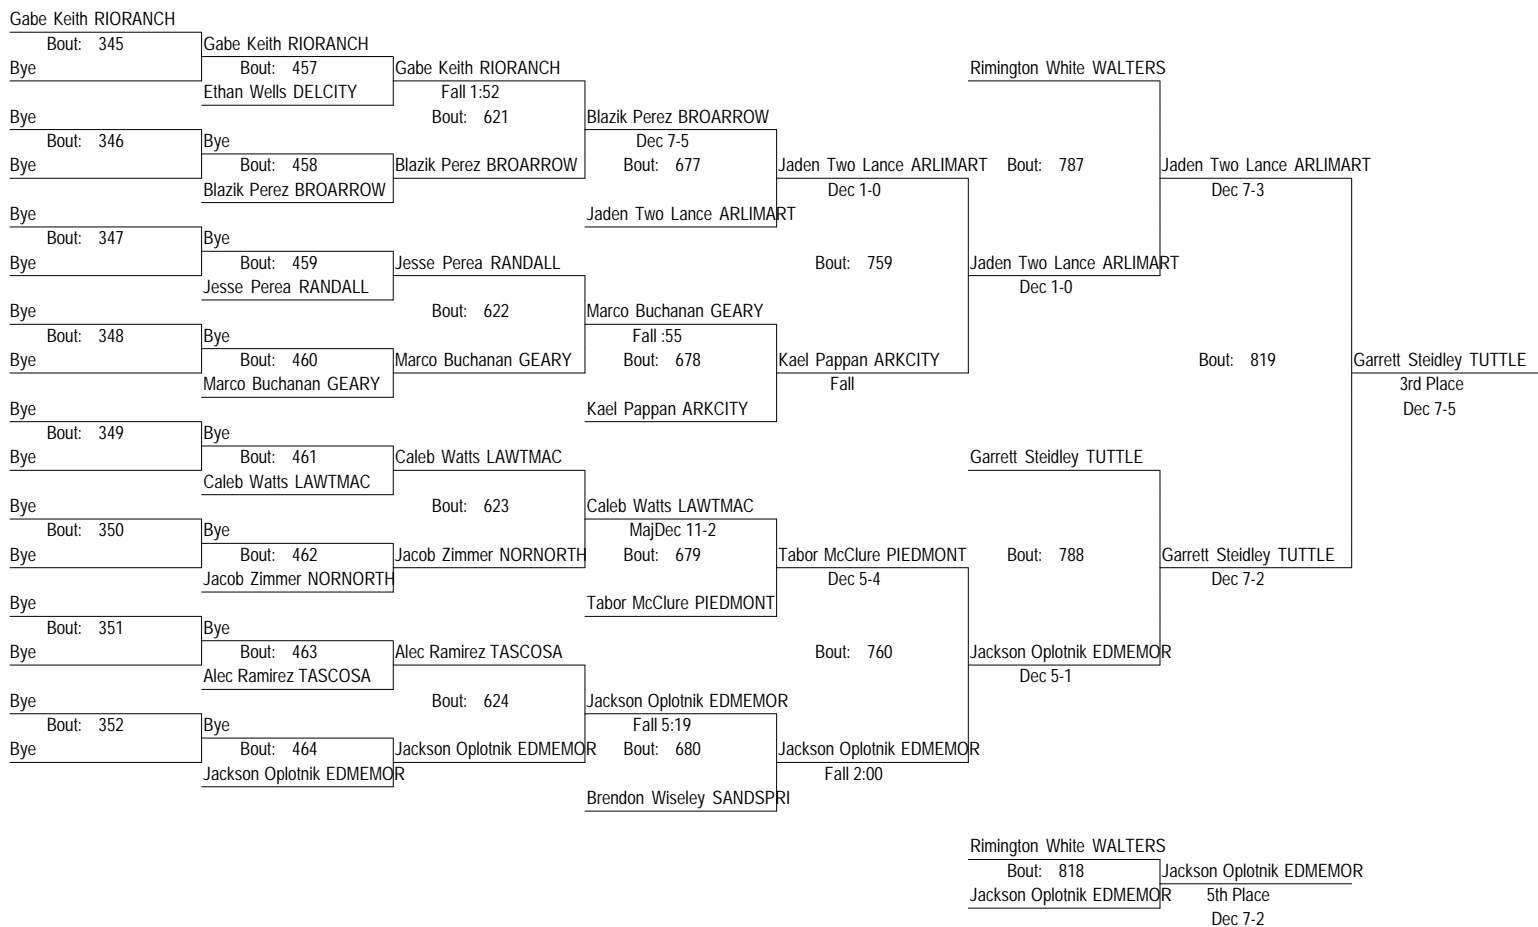 Gabe Keith RIORANCH
Bout: 345
Bye
Bye
Bout: 346
Bye
Bye
Bout: 347
Bye
Bye
Bout: 348
Bye
Bye
Bout: 349
Bye
Bye
Bout: 350
Bye
Bye
Bout: 351
Bye
Bye
Bout: 352
Bye
Gabe Keith RIORANCH
Bout: 457
Ethan Wells DELCITY
Bye
Bout: 458
Blazik Perez BROARROW
Bye
Bout: 459
Jesse Perea RANDALL
Bye
Bout: 460
Marco Buchanan GEARY
Bye
Bout: 461
Caleb Watts LAWTMAC
Bye
Bout: 462
Jacob Zimmer NORNORTH
Bye
Bout: 463
Alec Ramirez TASCOSA
Bye
Bout: 464
Jackson Oplotnik EDMEMOR
Gabe Keith RIORANCH
Fall 1:52
Bout: 621
Blazik Perez BROARROW
Jesse Perea RANDALL
Bout: 622
Marco Buchanan GEARY
Caleb Watts LAWTMAC
Bout: 623
Jacob Zimmer NORNORTH
Alec Ramirez TASCOSA
Bout: 624
Jackson Oplotnik EDMEMOR
Blazik Perez BROARROW
Dec 7-5
Bout: 677
Jaden Two Lance ARLIMART
Marco Buchanan GEARY
Fall :55
Bout: 678
Kael Pappan ARKCITY
Caleb Watts LAWTMAC
MajDec 11-2
Bout: 679
Tabor McClure PIEDMONT
Jackson Oplotnik EDMEMOR
Fall 5:19
Bout: 680
Brendon Wiseley SANDSPRI
Jaden Two Lance ARLIMART
Dec 1-0
Bout: 759
Kael Pappan ARKCITY
Fall
Tabor McClure PIEDMONT
Dec 5-4
Bout: 760
Jackson Oplotnik EDMEMOR
Fall 2:00
Rimington White WALTERS
Bout: 787
Jaden Two Lance ARLIMART
Dec 1-0
Garrett Steidley TUTTLE
Bout: 788
Jackson Oplotnik EDMEMOR
Dec 5-1
Jaden Two Lance ARLIMART
Dec 7-3
Bout: 819
Garrett Steidley TUTTLE
Dec 7-2
Garrett Steidley TUTTLE
3rd Place
Dec 7-5
Rimington White WALTERS
Bout: 818
Jackson Oplotnik EDMEMOR
Jackson Oplotnik EDMEMOR
5th Place
Dec 7-2